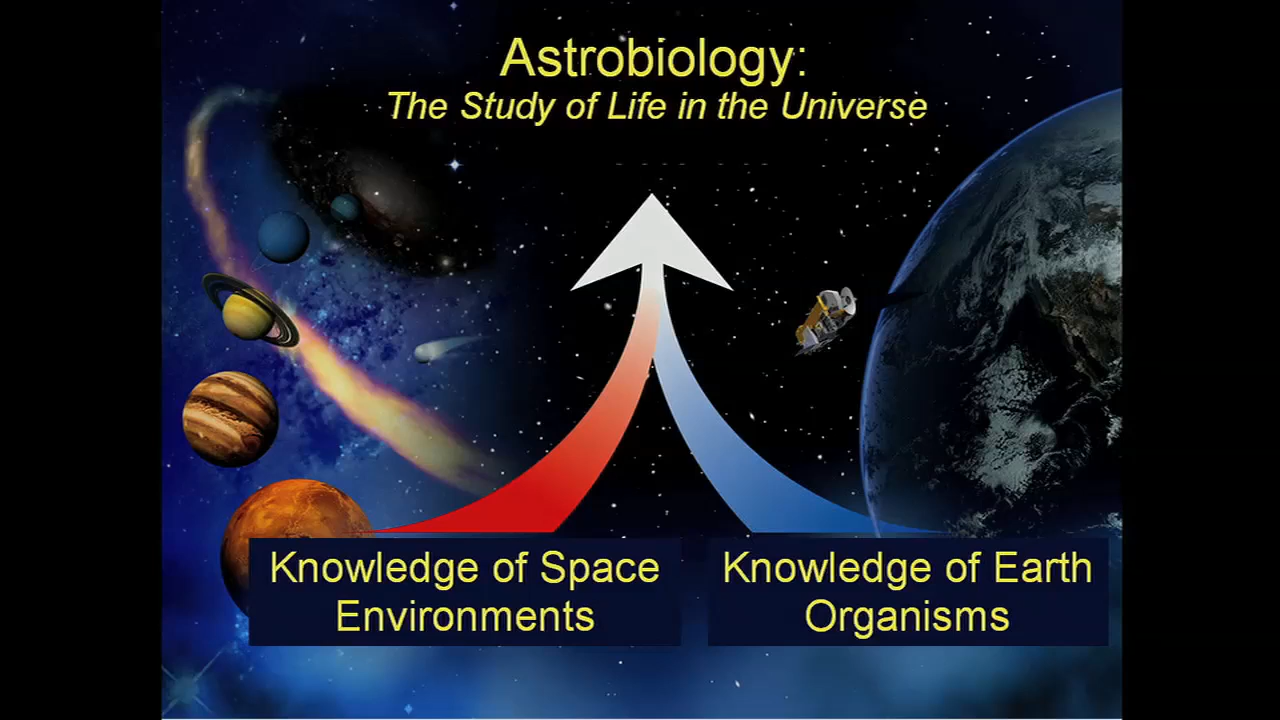 Astrobiology:
The Study of Life in the Universe
Knowledge of Space
Environments
Knowledge of Earth
Organisms